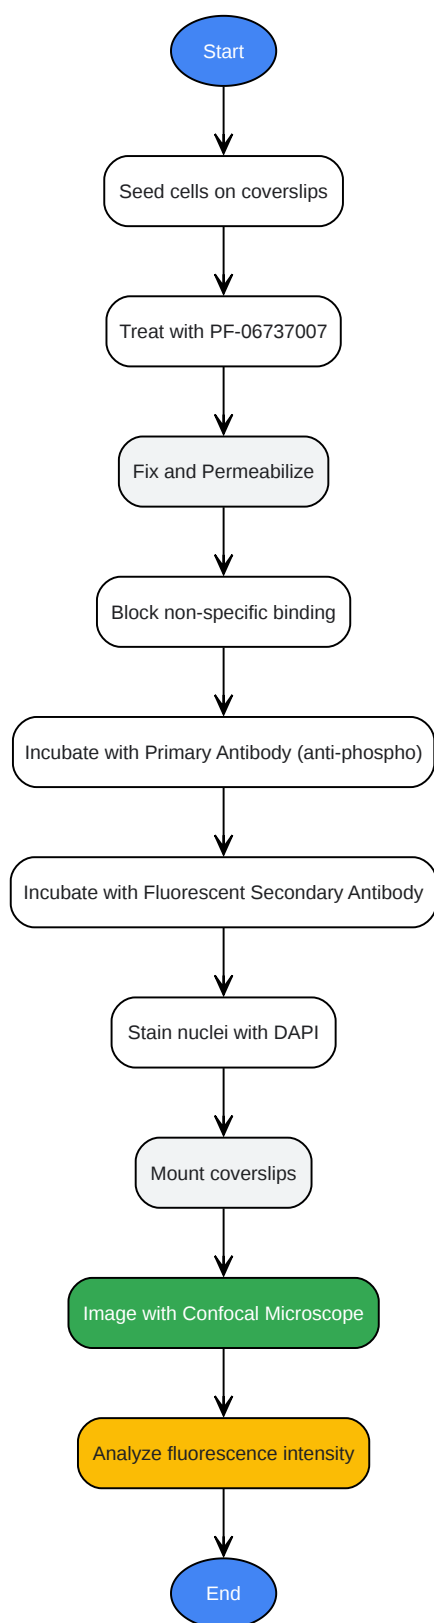 Start
Seed cells on coverslips
Treat with PF-06737007
Fix and Permeabilize
Block non-specific binding
Incubate with Primary Antibody (anti-phospho)
Incubate with Fluorescent Secondary Antibody
Stain nuclei with DAPI
Mount coverslips
Image with Confocal Microscope
Analyze fluorescence intensity
End